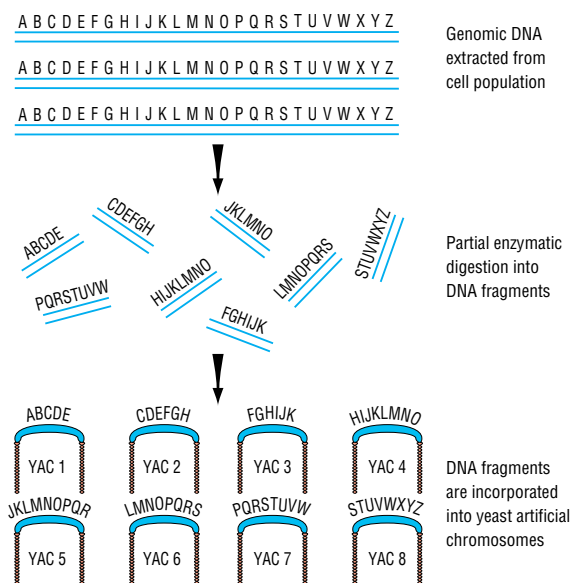 A B C D E F G H I J K L M N O P Q R S T U V W X Y Z
Genomic DNA
extracted from
cell population
A B C D E F G H I J K L M N O P Q R S T U V W X Y Z
A B C D E F G H I J K L M N O P Q R S T U V W X Y Z
ABCDE
CDEFGH
JKLMNO
LMNOPQRS
STUVWXYZ
PQRSTUVW
HIJKLMNO
FGHIJK
Partial enzymatic
digestion into
DNA fragments
ABCDE
CDEFGH
FGHIJK
HIJKLMNO
YAC 1
YAC 2
YAC 3
YAC 4
JKLMNOPQR
LMNOPQRS
PQRSTUVW
STUVWXYZ
YAC 5
YAC 6
YAC 7
YAC 8
DNA fragments
are incorporated
into yeast artificial
chromosomes